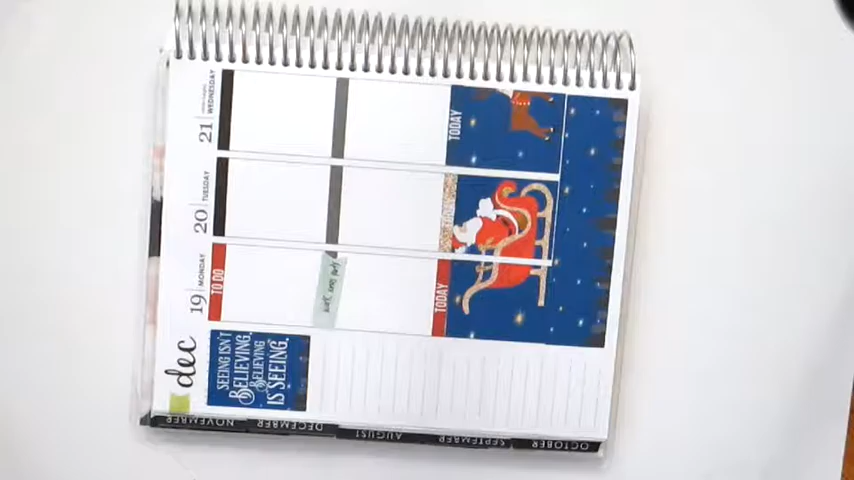 dec
19 MONDAY
20 TUESDAY
21 WEDNESDAY
TO DO
TODAY
TODAY
SEEING ISN'T
BELIEVING.
BELIEVING
IS SEEING.
NOVEMBER
DECEMBER
AUGUST
SEPTEMBER
OCTOBER